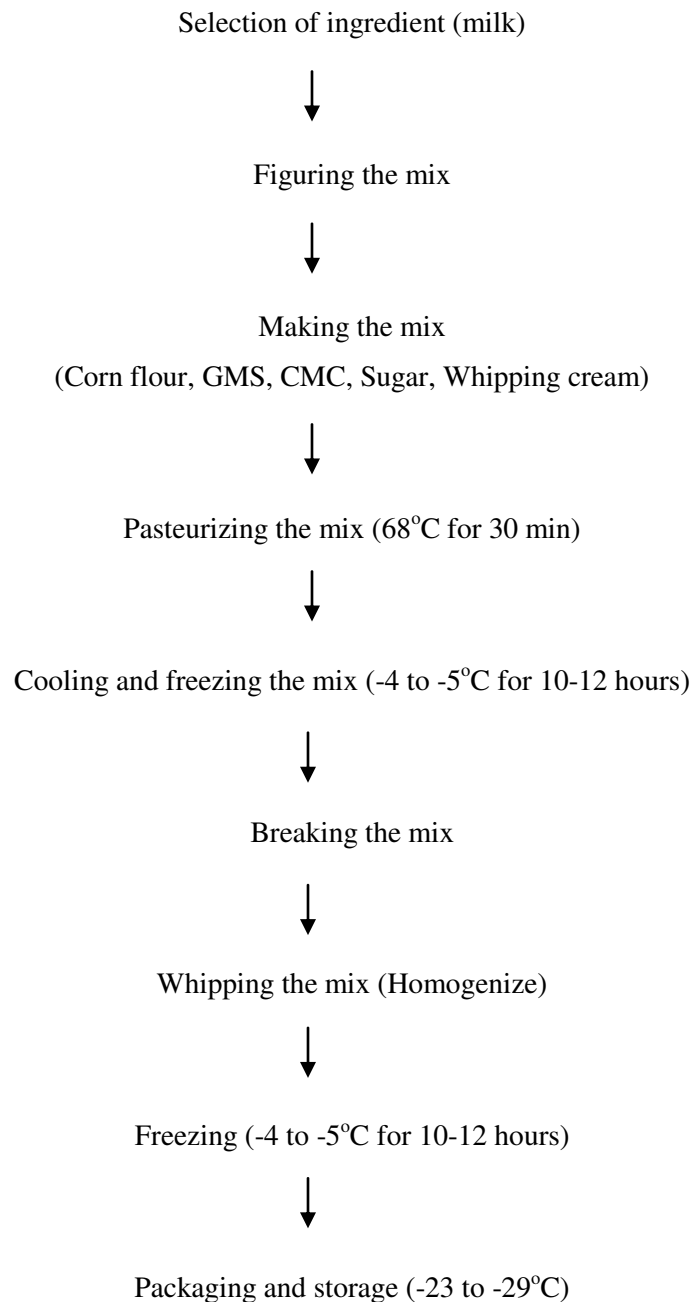 Selection of ingredient (milk)
Figuring the mix
Making the mix
(Corn flour, GMS, CMC, Sugar, Whipping cream)
Pasteurizing the mix (68°C for 30 min)
Cooling and freezing the mix (-4 to -5°C for 10-12 hours)
Breaking the mix
Whipping the mix (Homogenize)
Freezing (-4 to -5°C for 10-12 hours)
Packaging and storage (-23 to -29°C)